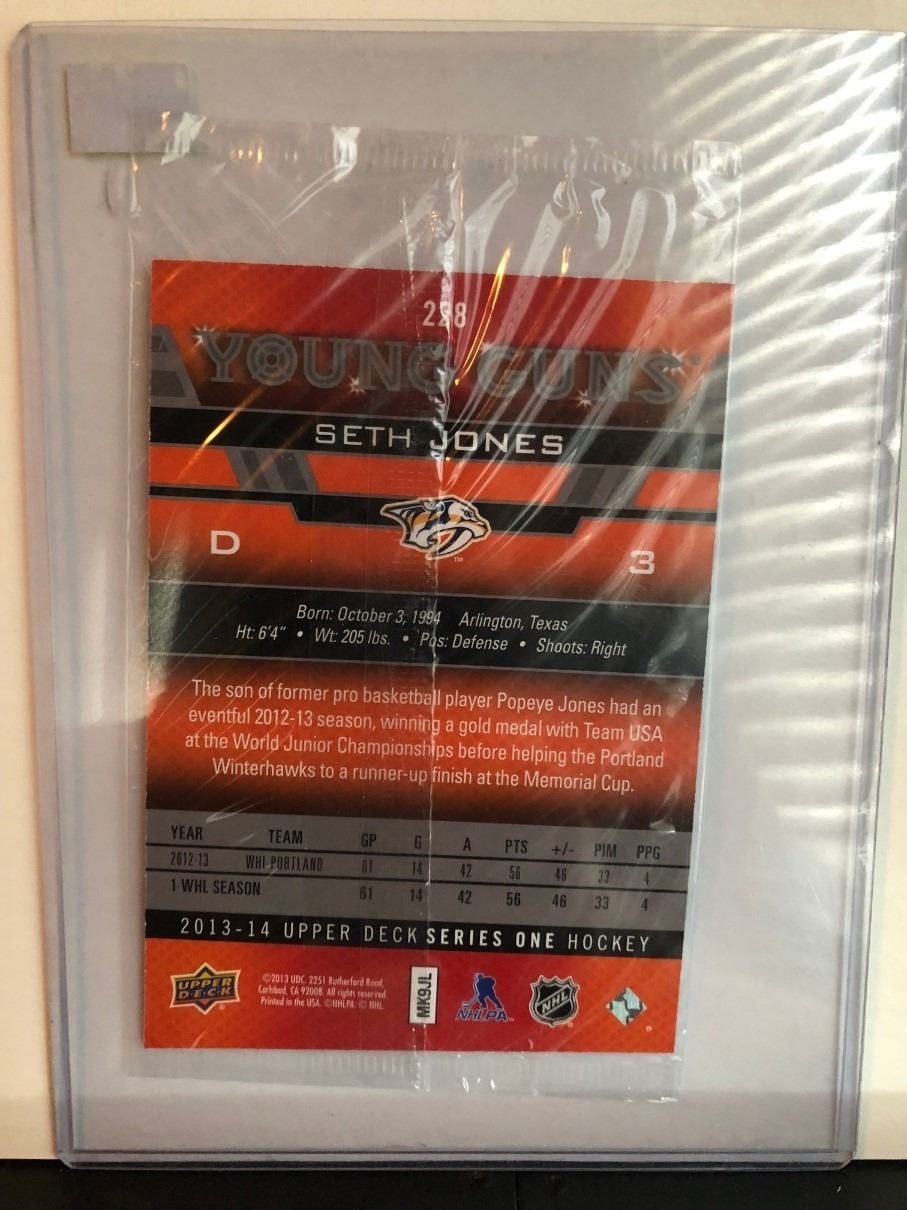 228
YOUNG GUNS
SETH JONES
D
3
TM
Born: October 3, 1994 Arlington, Texas
Ht: 6'4" • Wt: 205 lbs. • Pos: Defense • Shoots: Right
The son of former pro basketball player Popeye Jones had an
eventful 2012-13 season, winning a gold medal with Team USA
at the World Junior Championships before helping the Portland
Winterhawks to a runner-up finish at the Memorial Cup.
YEAR TEAM GP G A PTS +/- PIM PPG
2012-13 WHL PORTLAND 61 14 42 56 46 33 4
1 WHL SEASON 61 14 42 56 46 33 4
2013-14 UPPER DECK SERIES ONE HOCKEY
UPPER
DECK
©2013 UDC. 2251 Rutherford Road,
Carlsbad, CA 92008. All rights reserved.
Printed in the USA. ©NHLPA. © NHL.
MK9JL
NHLPA
NHL